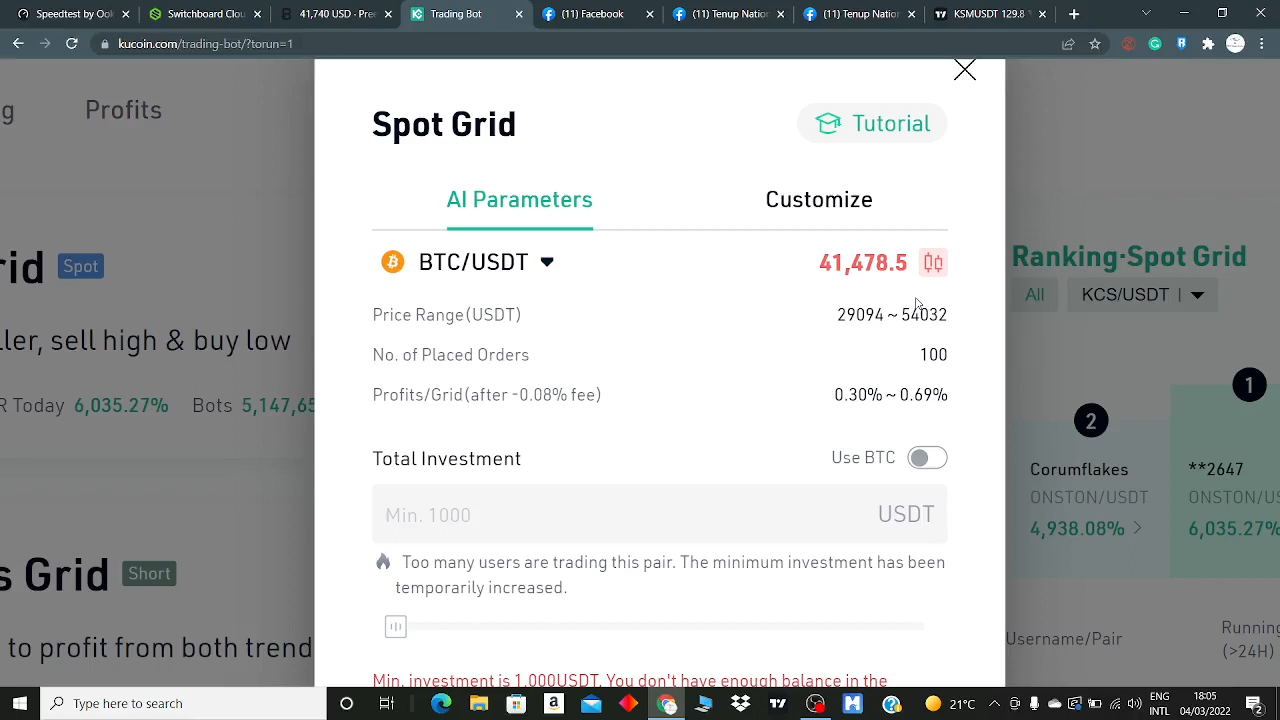 Speedtest by Ookla
Switchboard Clou
41,740 USD - Pre
Trading Bot
(11) Facebook
(11) Tenup Nation
(11) Tenup Nation
KSMUSDT 129.8
kucoin.com/trading-bot/?forun=1
g
Profits
Spot Grid
Tutorial
AI Parameters
Customize
BTC/USDT
41,478.5
Price Range(USDT)
29094 ~ 54032
No. of Placed Orders
100
Profits/Grid(after -0.08% fee)
0.30% ~ 0.69%
Total Investment
Use BTC
Min. 1000
USDT
Too many users are trading this pair. The minimum investment has been
temporarily increased.
Min. investment is 1,000USDT. You don't have enough balance in the
rid
Spot
ller, sell high & buy low
R Today 6,035.27%
Bots 5,147,65
s Grid
Short
to profit from both trend
Ranking·Spot Grid
All
KCS/USDT
1
2
Corumflakes
**2647
ONSTON/USDT
ONSTON/USD
4,938.08%
6,035.27%
Username/Pair
Running
(>24H)
Type here to search
21°C
ENG
INTL
18:05
04/03/2022
2